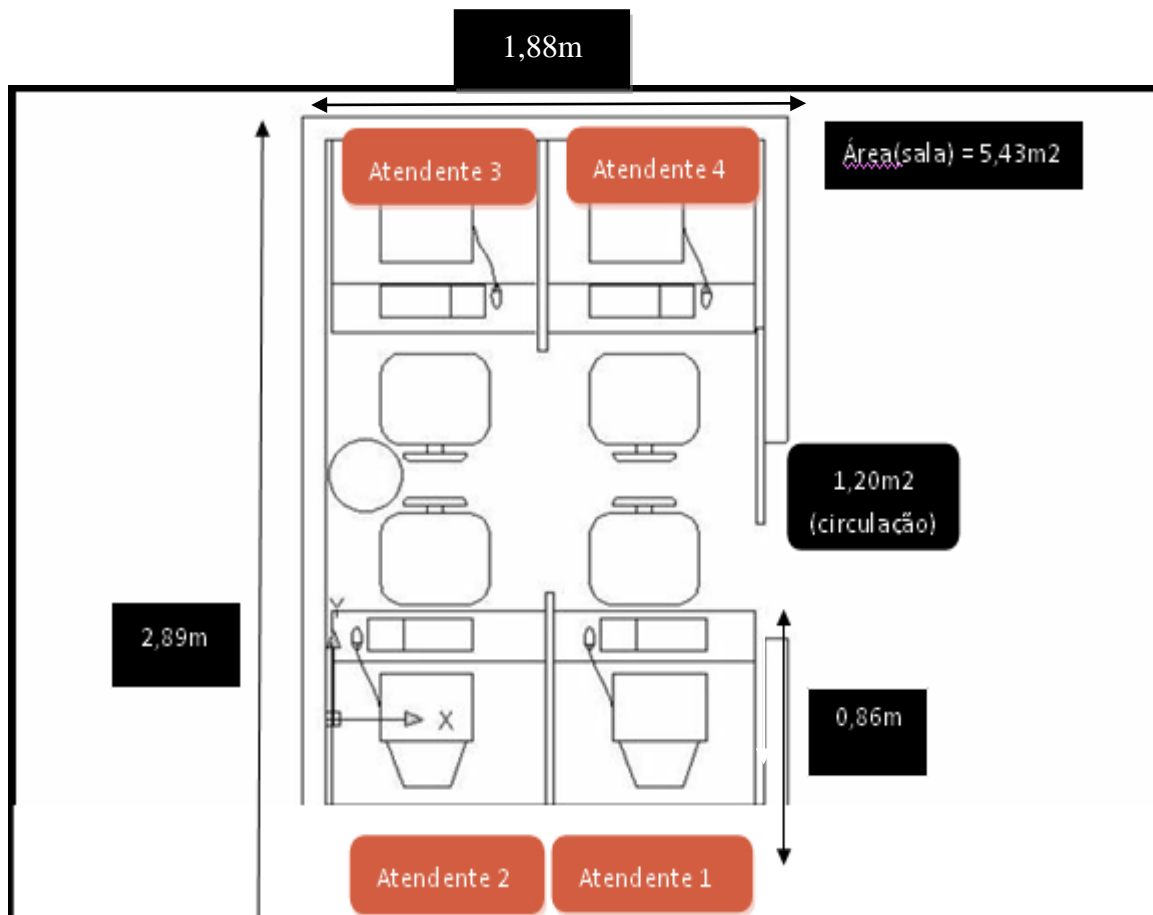 1,88m
Área(sala) = 5,43m2
Atendente 3
Atendente 4
1,20m2
(circulação)
Y
2,89m
X
0,86m
Atendente 2
Atendente 1